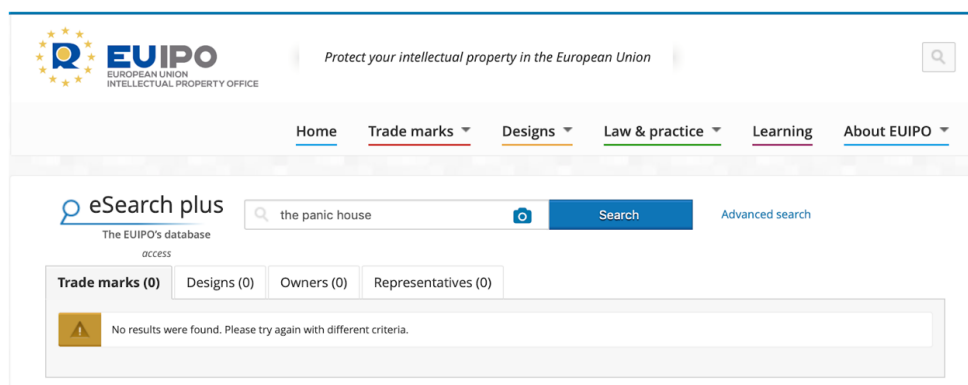 EUIPO
EUROPEAN UNION
INTELLECTUAL PROPERTY OFFICE
Protect your intellectual property in the European Union
Home Trade marks Designs Law & practice Learning About EUIPO
eSearch plus
The EUIPO's database
access
the panic house
Search
Advanced search
Trade marks (0) Designs (0) Owners (0) Representatives (0)
No results were found. Please try again with different criteria.